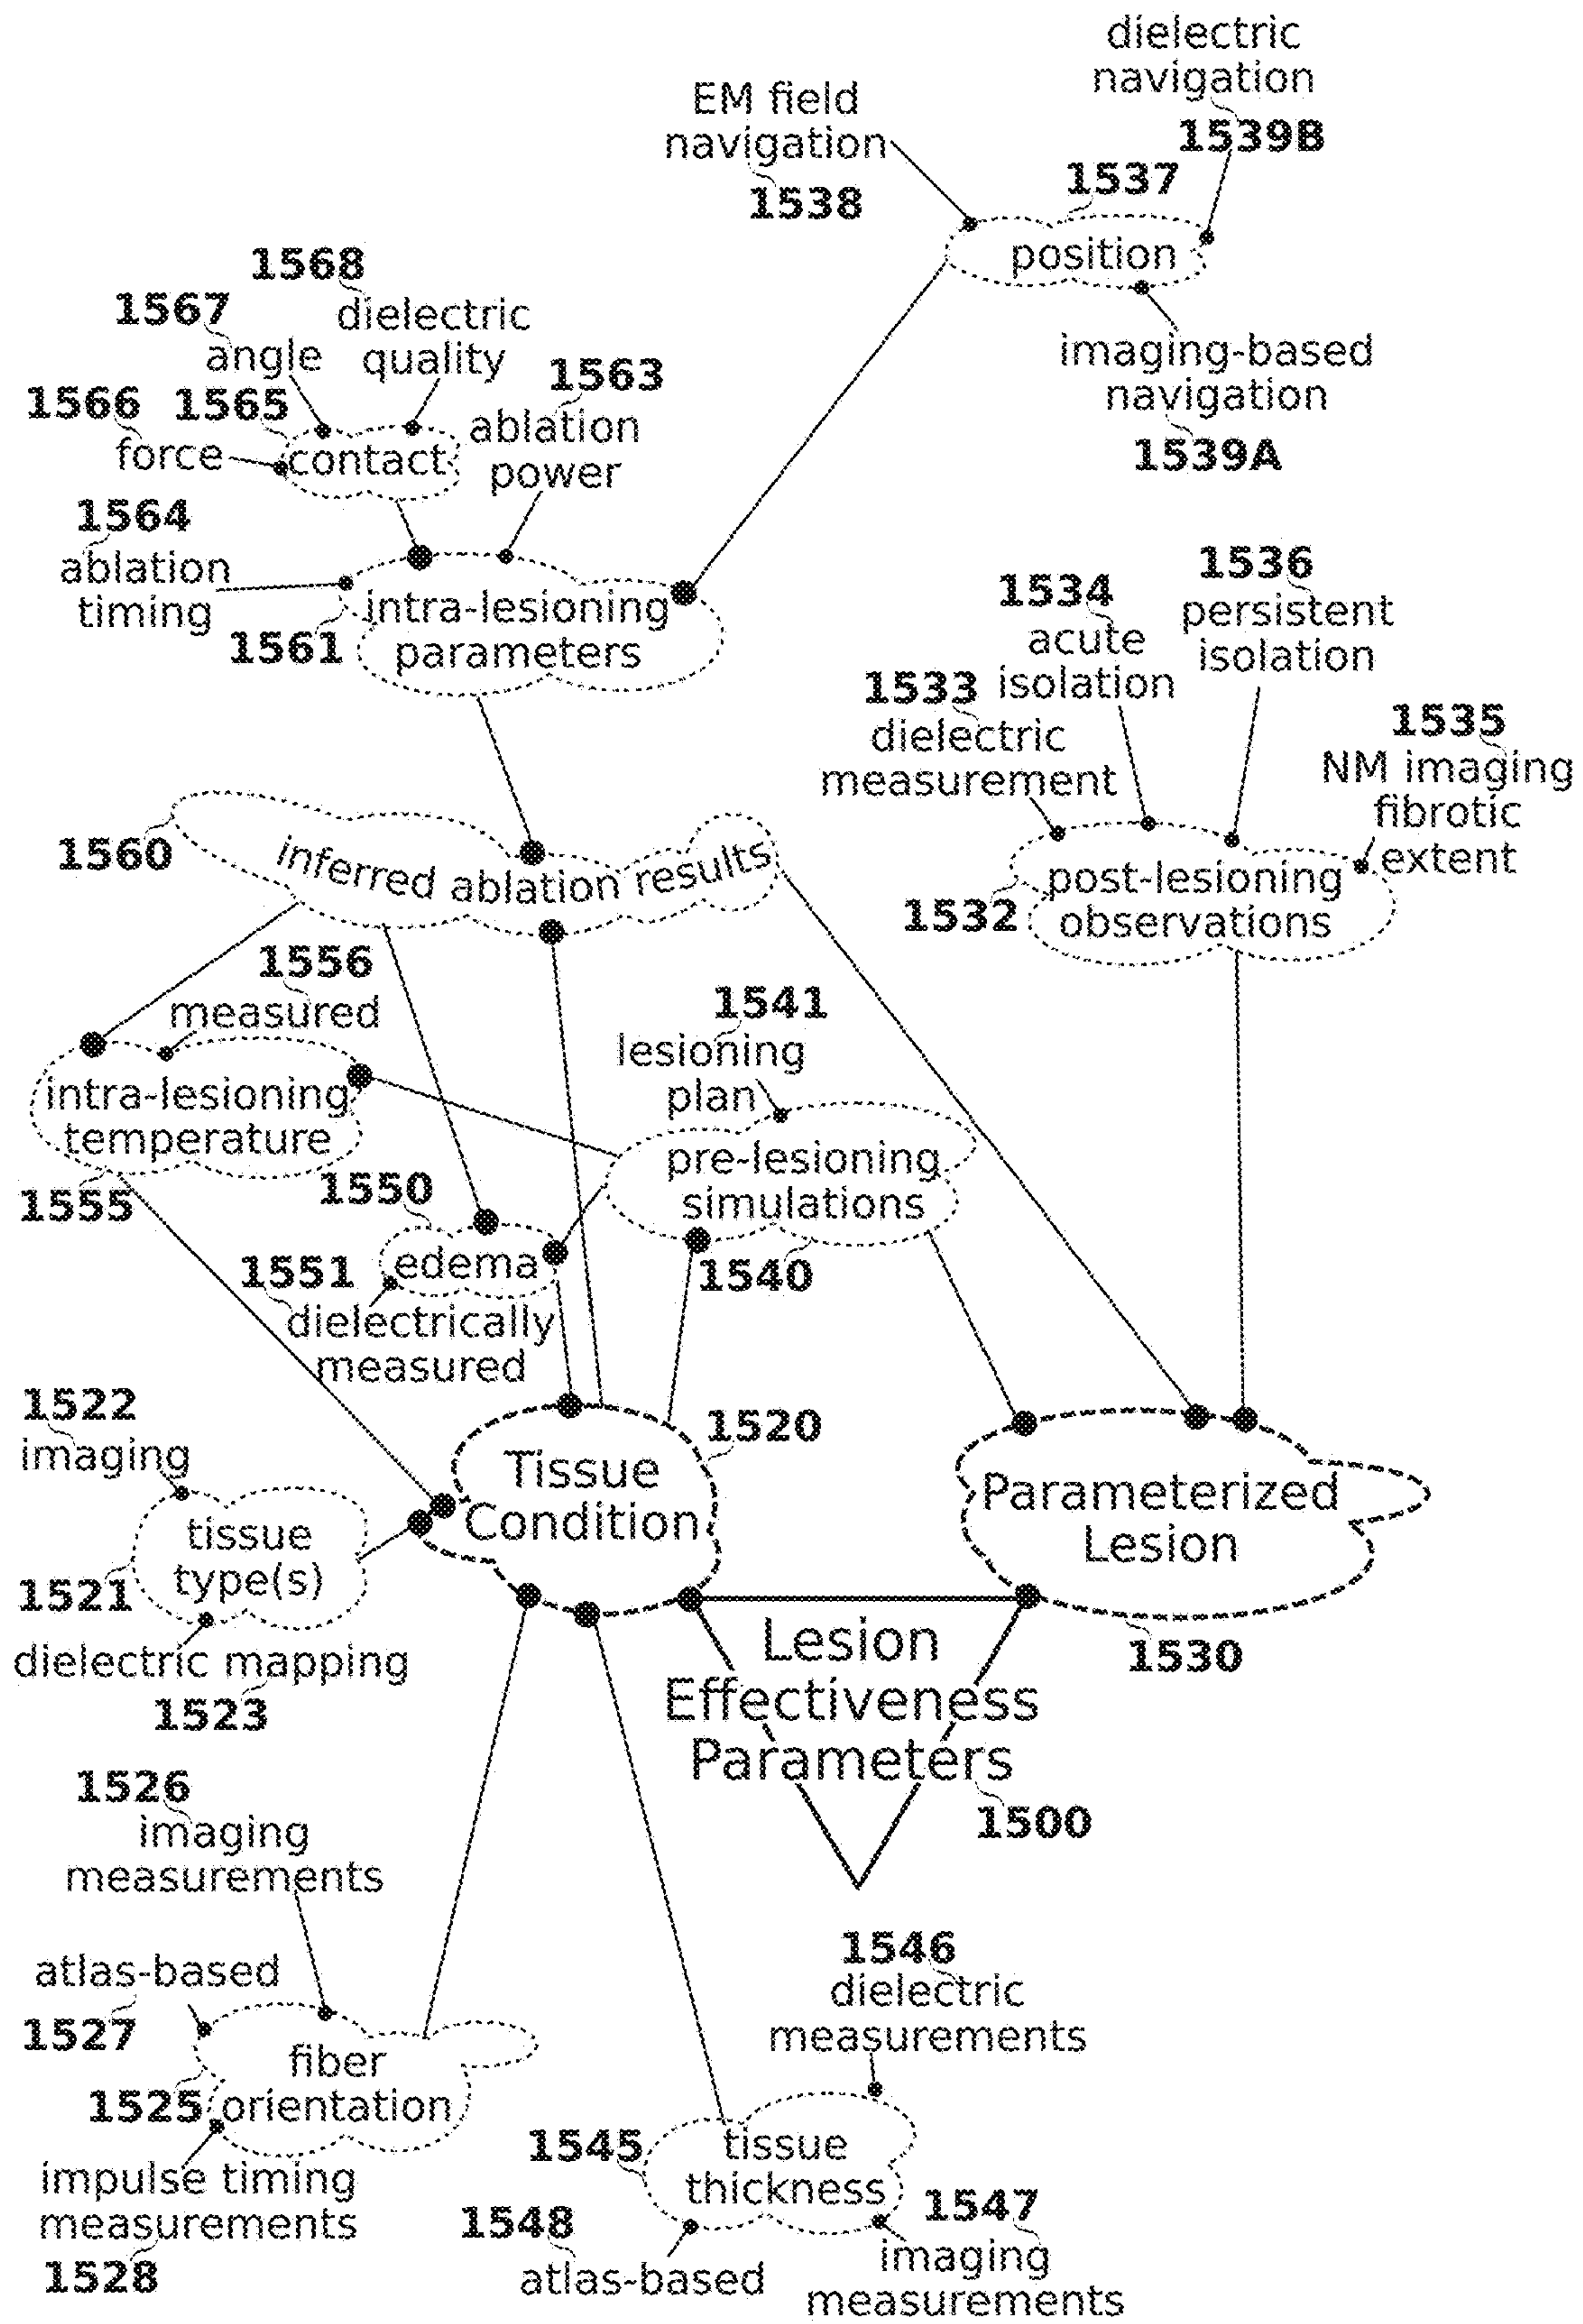 dielectric
navigation
1539B
EM field
navigation
1538
1537
position
imaging-based
navigation
1539A
1568
dielectric
quality
1567
angle
1566
force
1565
contact
1563
ablation
power
1564
ablation
timing
1561
intra-lesioning
parameters
1536
persistent
isolation
1534
acute
isolation
1533
dielectric
measurement
1535
NM imaging
fibrotic
extent
1532
post-lesioning
observations
1560
inferred ablation results
1556
measured
intra-lesioning
temperature
1555
1541
lesioning
plan
pre-lesioning
simulations
1540
1550
edema
1551
dielectrically
measured
1522
imaging
tissue
type(s)
1521
dielectric mapping
1523
1520
Tissue
Condition
Parameterized
Lesion
1530
Lesion
Effectiveness
Parameters
1500
1526
imaging
measurements
atlas-based
1527
fiber
orientation
1525
impulse timing
measurements
1528
1546
dielectric
measurements
1545
tissue
thickness
1548
atlas-based
1547
imaging
measurements